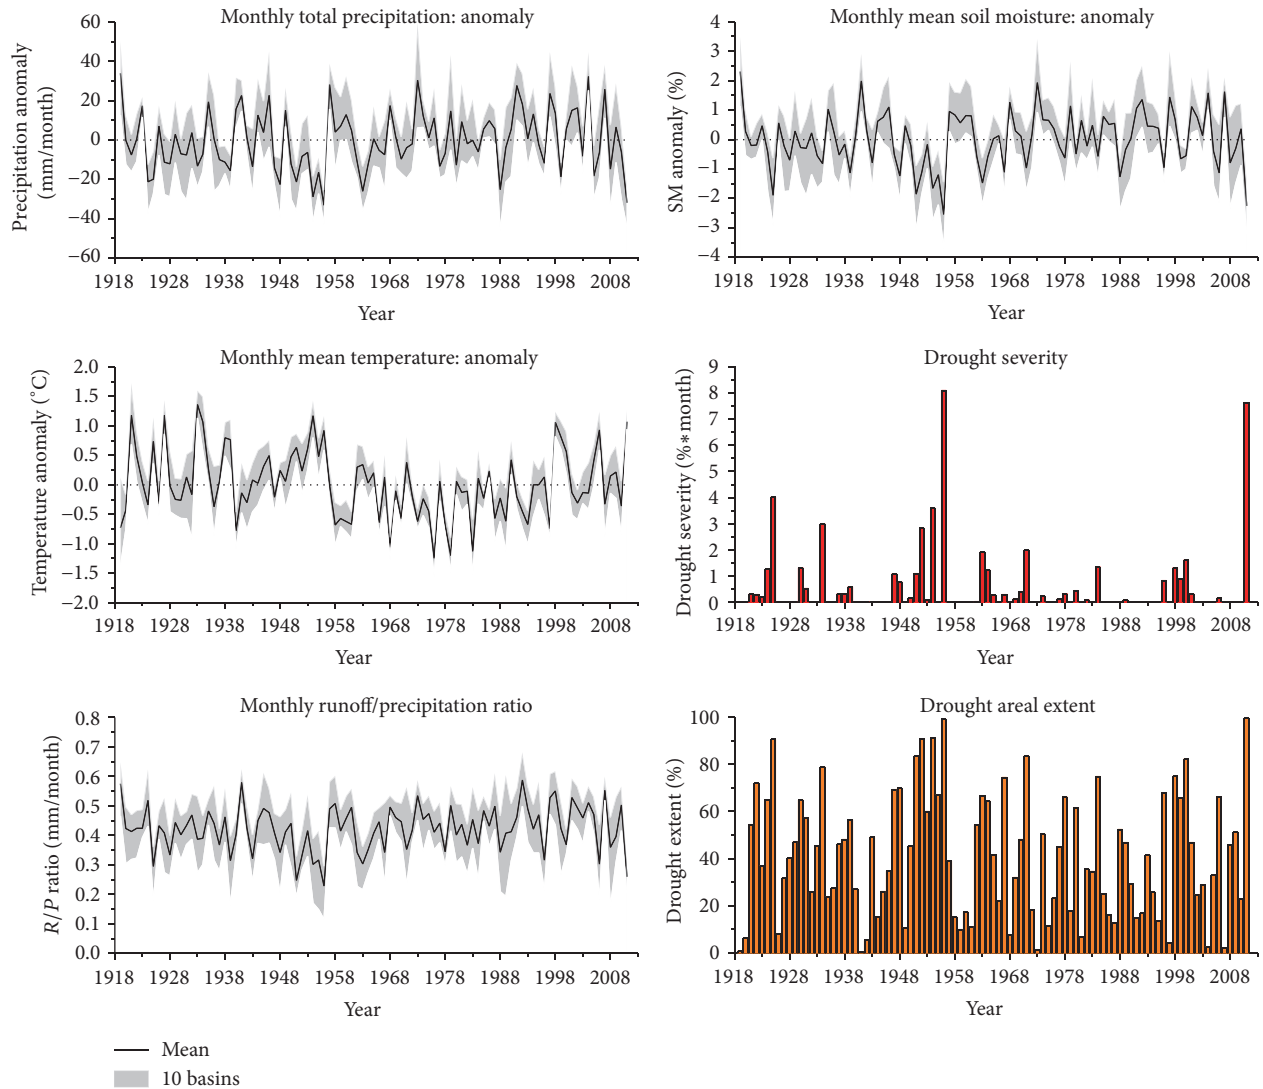 Monthly total precipitation: anomaly
Precipitation anomaly
(mm/month)
60
40
20
0
−20
−40
−60
1918 1928 1938 1948 1958 1968 1978 1988 1998 2008
Year
Monthly mean soil moisture: anomaly
SM anomaly (%)
4
3
2
1
0
−1
−2
−3
−4
1918 1928 1938 1948 1958 1968 1978 1988 1998 2008
Year
Monthly mean temperature: anomaly
Temperature anomaly (°C)
2.0
1.5
1.0
0.5
0.0
−0.5
−1.0
−1.5
−2.0
1918 1928 1938 1948 1958 1968 1978 1988 1998 2008
Year
Drought severity
Drought severity (%∗month)
9
8
7
6
5
4
3
2
1
0
1918 1928 1938 1948 1958 1968 1978 1988 1998 2008
Year
Monthly runoff/precipitation ratio
R/P ratio (mm/month)
0.8
0.7
0.6
0.5
0.4
0.3
0.2
0.1
0.0
1918 1928 1938 1948 1958 1968 1978 1988 1998 2008
Year
Drought areal extent
Drought extent (%)
100
80
60
40
20
0
1918 1928 1938 1948 1958 1968 1978 1988 1998 2008
Year
Mean
10 basins